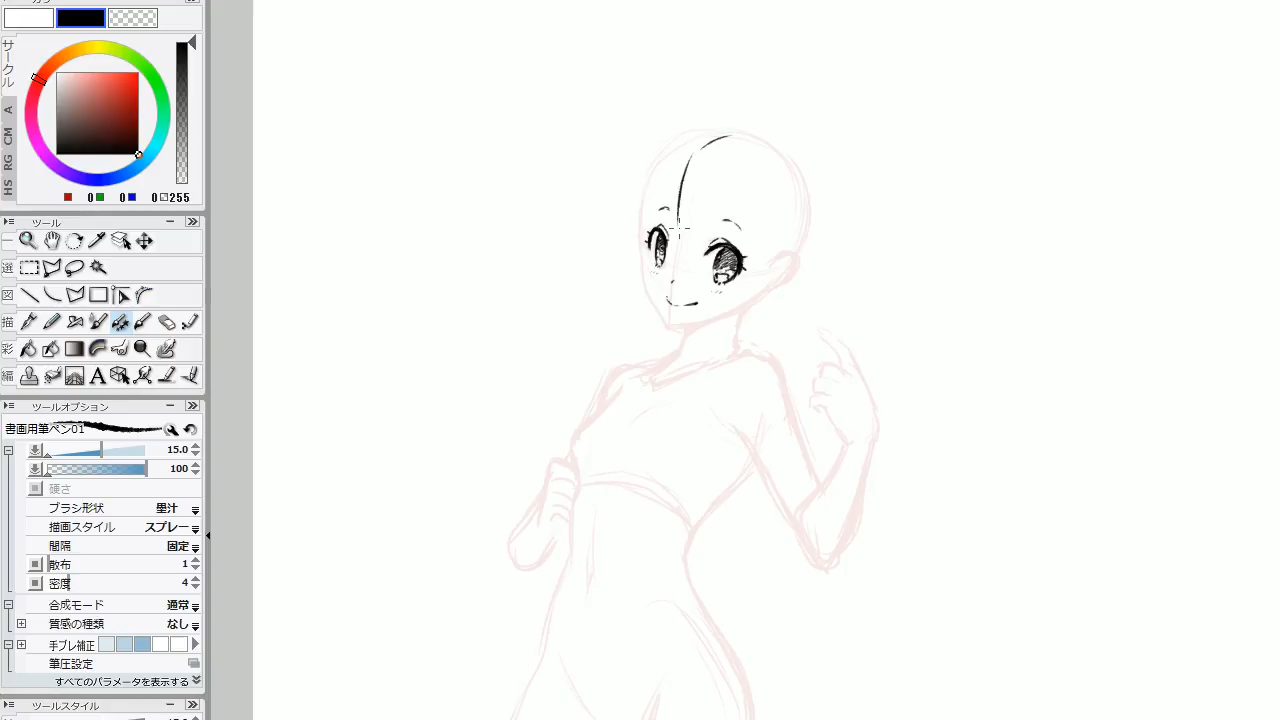 サークル
A
CM
RG
HS
0 0 0 255
ツール
選
図
描
彩
編
A
ツールオプション
書画用筆ペン01
15.0
100
硬さ
ブラシ形状 墨汁
描画スタイル スプレー
間隔 固定
散布 1
密度 4
合成モード 通常
質感の種類 なし
手ブレ補正
筆圧設定
すべてのパラメータを表示する
ツールスタイル